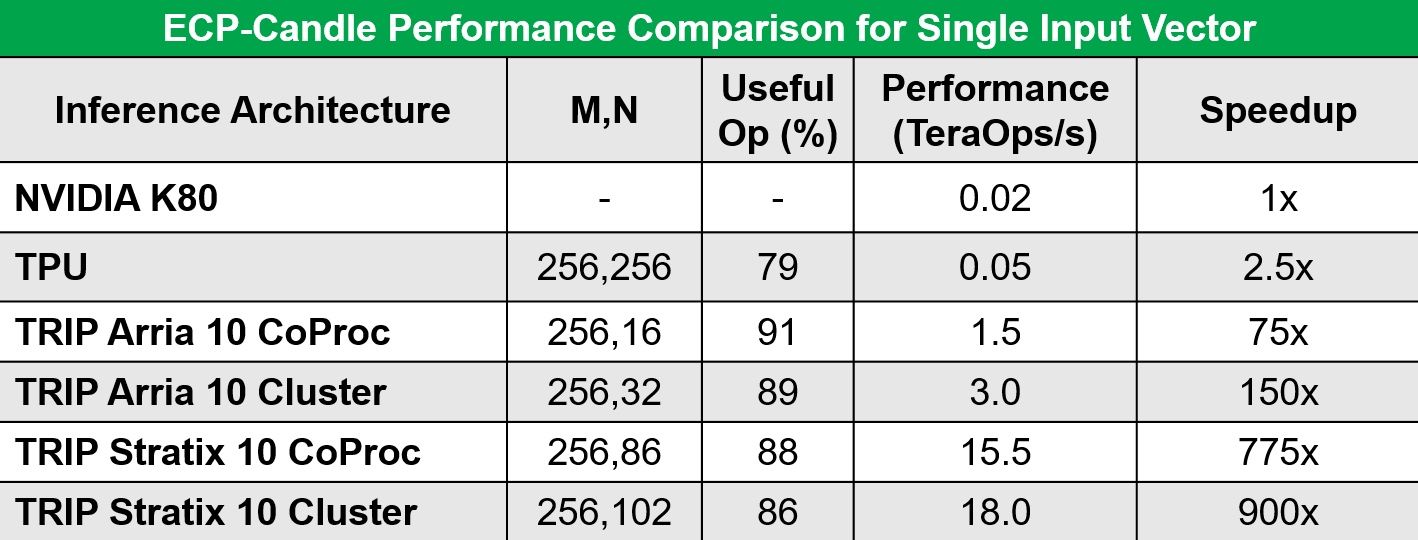 ECP-Candle Performance Comparison for Single Input Vector
Inference Architecture M,N Useful Op (%) Performance (TeraOps/s) Speedup
NVIDIA K80 - - 0.02 1x
TPU 256,256 79 0.05 2.5x
TRIP Arria 10 CoProc 256,16 91 1.5 75x
TRIP Arria 10 Cluster 256,32 89 3.0 150x
TRIP Stratix 10 CoProc 256,86 88 15.5 775x
TRIP Stratix 10 Cluster 256,102 86 18.0 900x